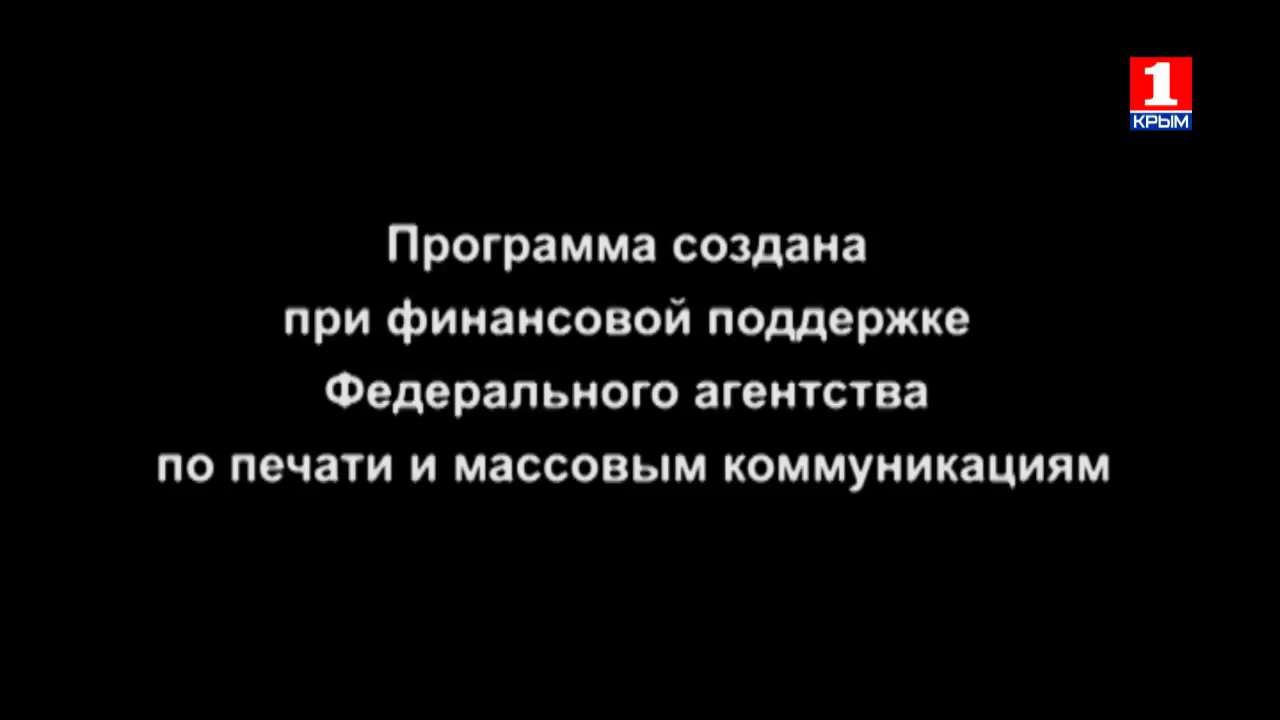 1
КРЫМ
Программа создана
при финансовой поддержке
Федерального агентства
по печати и массовым коммуникациям